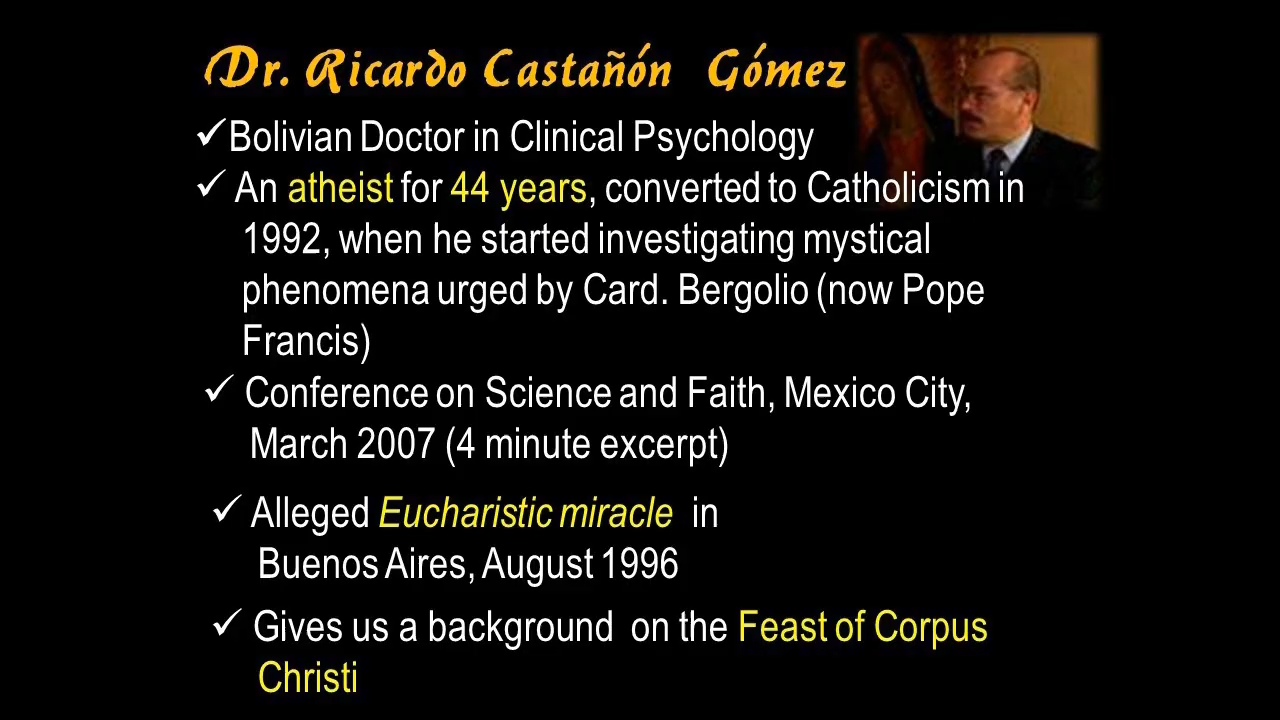 Dr. Ricardo Castañón Gómez
✓Bolivian Doctor in Clinical Psychology
✓ An atheist for 44 years, converted to Catholicism in
1992, when he started investigating mystical
phenomena urged by Card. Bergolio (now Pope
Francis)
✓ Conference on Science and Faith, Mexico City,
March 2007 (4 minute excerpt)
✓ Alleged Eucharistic miracle in
Buenos Aires, August 1996
✓ Gives us a background on the Feast of Corpus
Christi